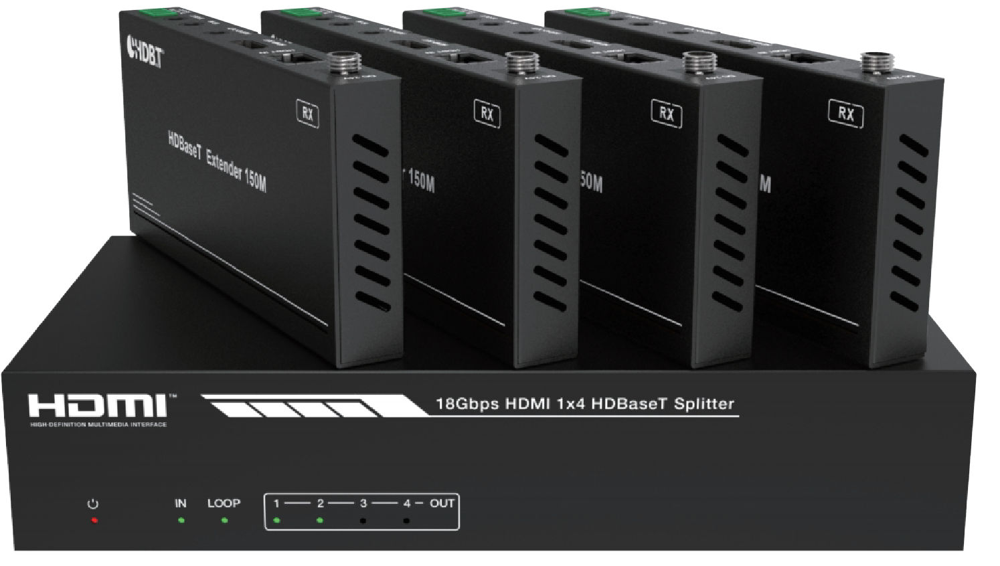 HDBT
RX
HDBaseT Extender 150M
RX
150M
RX
50M
RX
M
HDMI™
HIGH-DEFINITION MULTIMEDIA INTERFACE
18Gbps HDMI 1x4 HDBaseT Splitter
IN LOOP 1 2 3 4 OUT